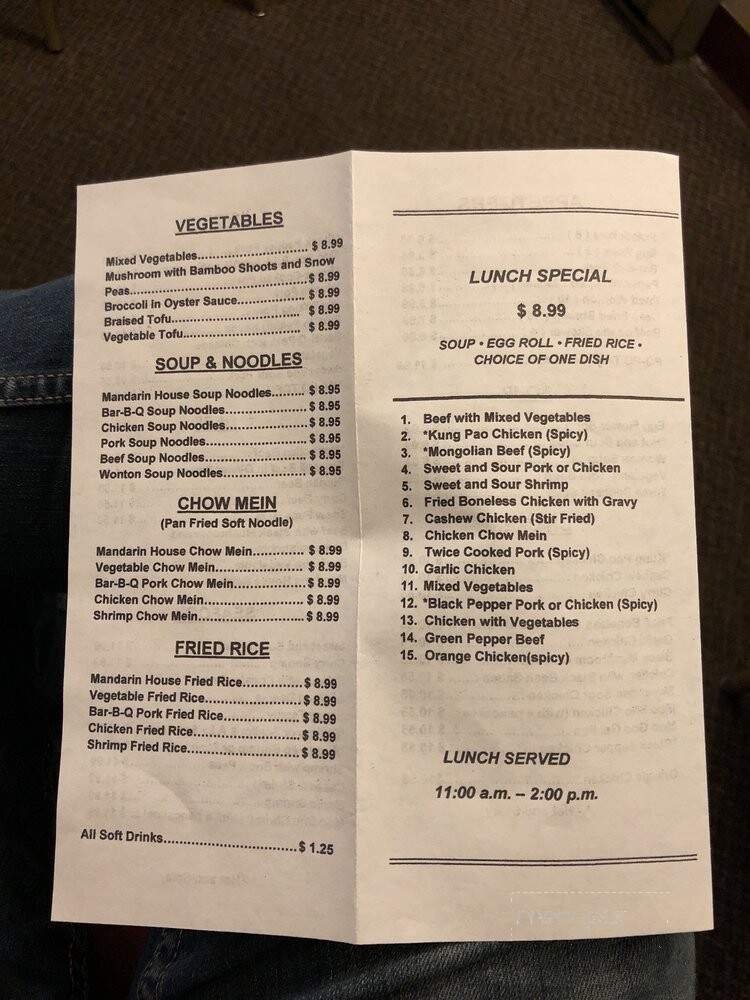 VEGETABLES
Mixed Vegetables.............................. $ 8.99
Mushroom with Bamboo Shoots and Snow
Peas.................................................. $ 8.99
Broccoli in Oyster Sauce................. $ 8.99
Braised Tofu................................ $ 8.99
Vegetable Tofu............................. $ 8.99
SOUP & NOODLES
Mandarin House Soup Noodles........ $ 8.95
Bar-B-Q Soup Noodles.................... $ 8.95
Chicken Soup Noodles.................... $ 8.95
Pork Soup Noodles......................... $ 8.95
Beef Soup Noodles......................... $ 8.95
Wonton Soup Noodles..................... $ 8.95
CHOW MEIN
(Pan Fried Soft Noodle)
Mandarin House Chow Mein............. $ 8.99
Vegetable Chow Mein...................... $ 8.99
Bar-B-Q Pork Chow Mein.................. $ 8.99
Chicken Chow Mein......................... $ 8.99
Shrimp Chow Mein........................... $ 8.99
FRIED RICE
Mandarin House Fried Rice............... $ 8.99
Vegetable Fried Rice........................ $ 8.99
Bar-B-Q Pork Fried Rice.................... $ 8.99
Chicken Fried Rice........................... $ 8.99
Shrimp Fried Rice............................. $ 8.99
All Soft Drinks.................................. $ 1.25
LUNCH SPECIAL
$ 8.99
SOUP • EGG ROLL • FRIED RICE •
CHOICE OF ONE DISH
1. Beef with Mixed Vegetables
2. *Kung Pao Chicken (Spicy)
3. *Mongolian Beef (Spicy)
4. Sweet and Sour Pork or Chicken
5. Sweet and Sour Shrimp
6. Fried Boneless Chicken with Gravy
7. Cashew Chicken (Stir Fried)
8. Chicken Chow Mein
9. Twice Cooked Pork (Spicy)
10. Garlic Chicken
11. Mixed Vegetables
12. *Black Pepper Pork or Chicken (Spicy)
13. Chicken with Vegetables
14. Green Pepper Beef
15. Orange Chicken(spicy)
LUNCH SERVED
11:00 a.m. -- 2:00 p.m.